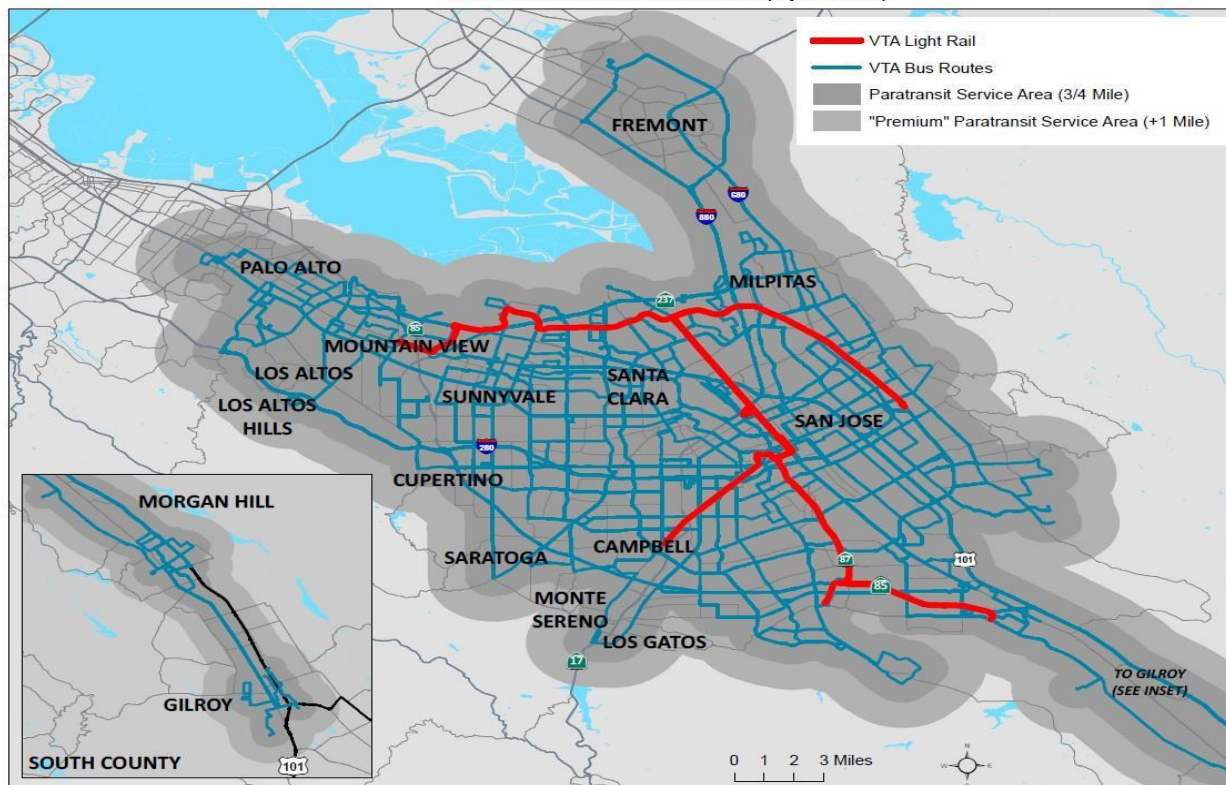 VTA Light Rail
VTA Bus Routes
Paratransit Service Area (3/4 Mile)
"Premium" Paratransit Service Area (+1 Mile)
FREMONT
680
880
MILPITAS
PALO ALTO
237
85
MOUNTAIN VIEW
LOS ALTOS
SUNNYVALE
SANTA
CLARA
LOS ALTOS
HILLS
SAN JOSE
280
CUPERTINO
SARATOGA
CAMPBELL
87
101
85
MONTE
SERENO
LOS GATOS
17
TO GILROY
(SEE INSET)
MORGAN HILL
GILROY
SOUTH COUNTY
101
0 1 2 3 Miles
N
W E
S